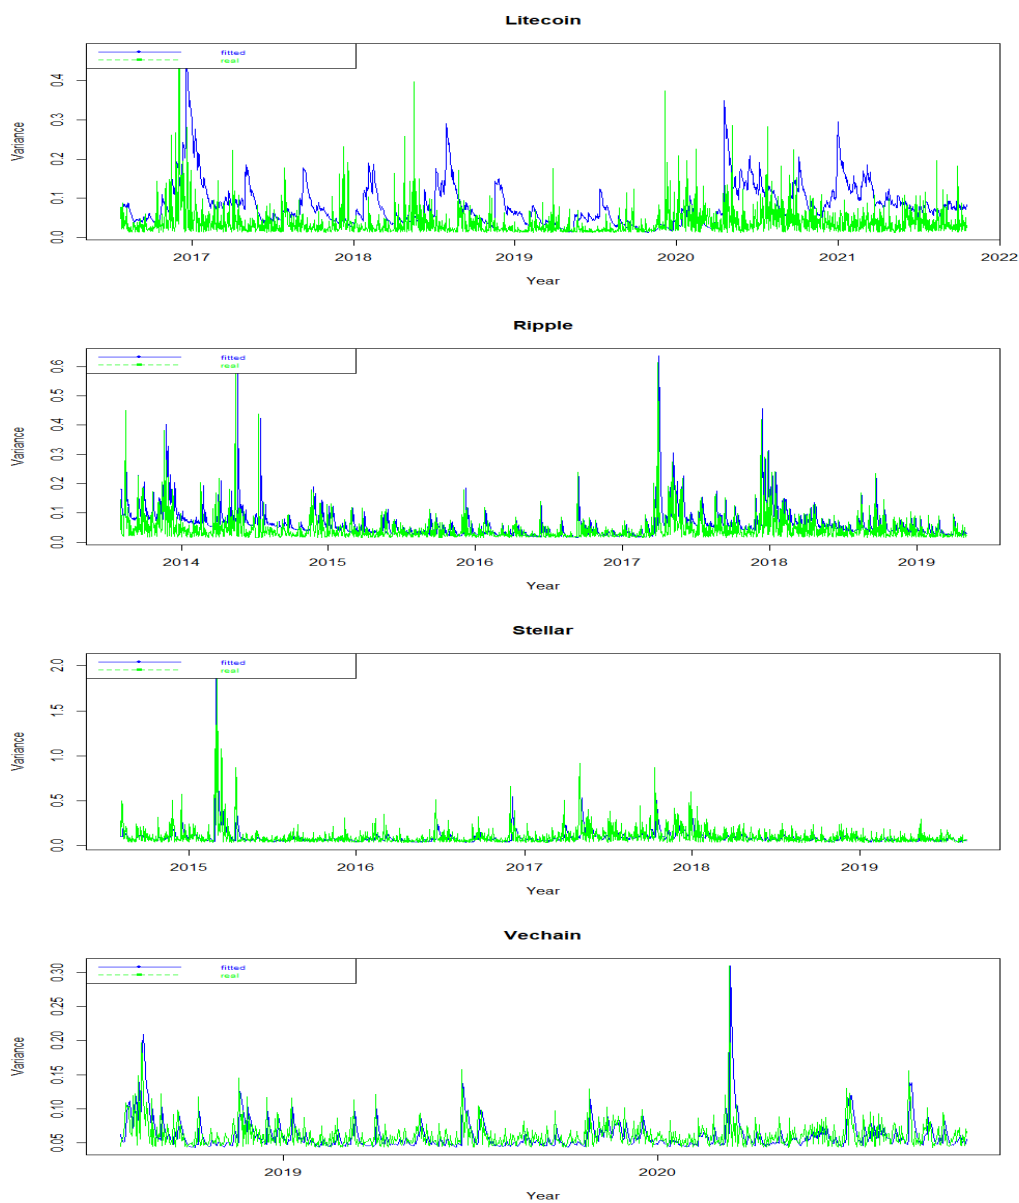 Litecoin
fitted
real
Variance
0.0 0.1 0.2 0.3 0.4
2017 2018 2019 2020 2021 2022
Year
Ripple
fitted
real
Variance
0.0 0.1 0.2 0.3 0.4 0.5 0.6
2014 2015 2016 2017 2018 2019
Year
Stellar
fitted
real
Variance
0.0 0.5 1.0 1.5 2.0
2015 2016 2017 2018 2019
Year
Vechain
fitted
real
Variance
0.05 0.10 0.15 0.20 0.25 0.30
2019 2020
Year